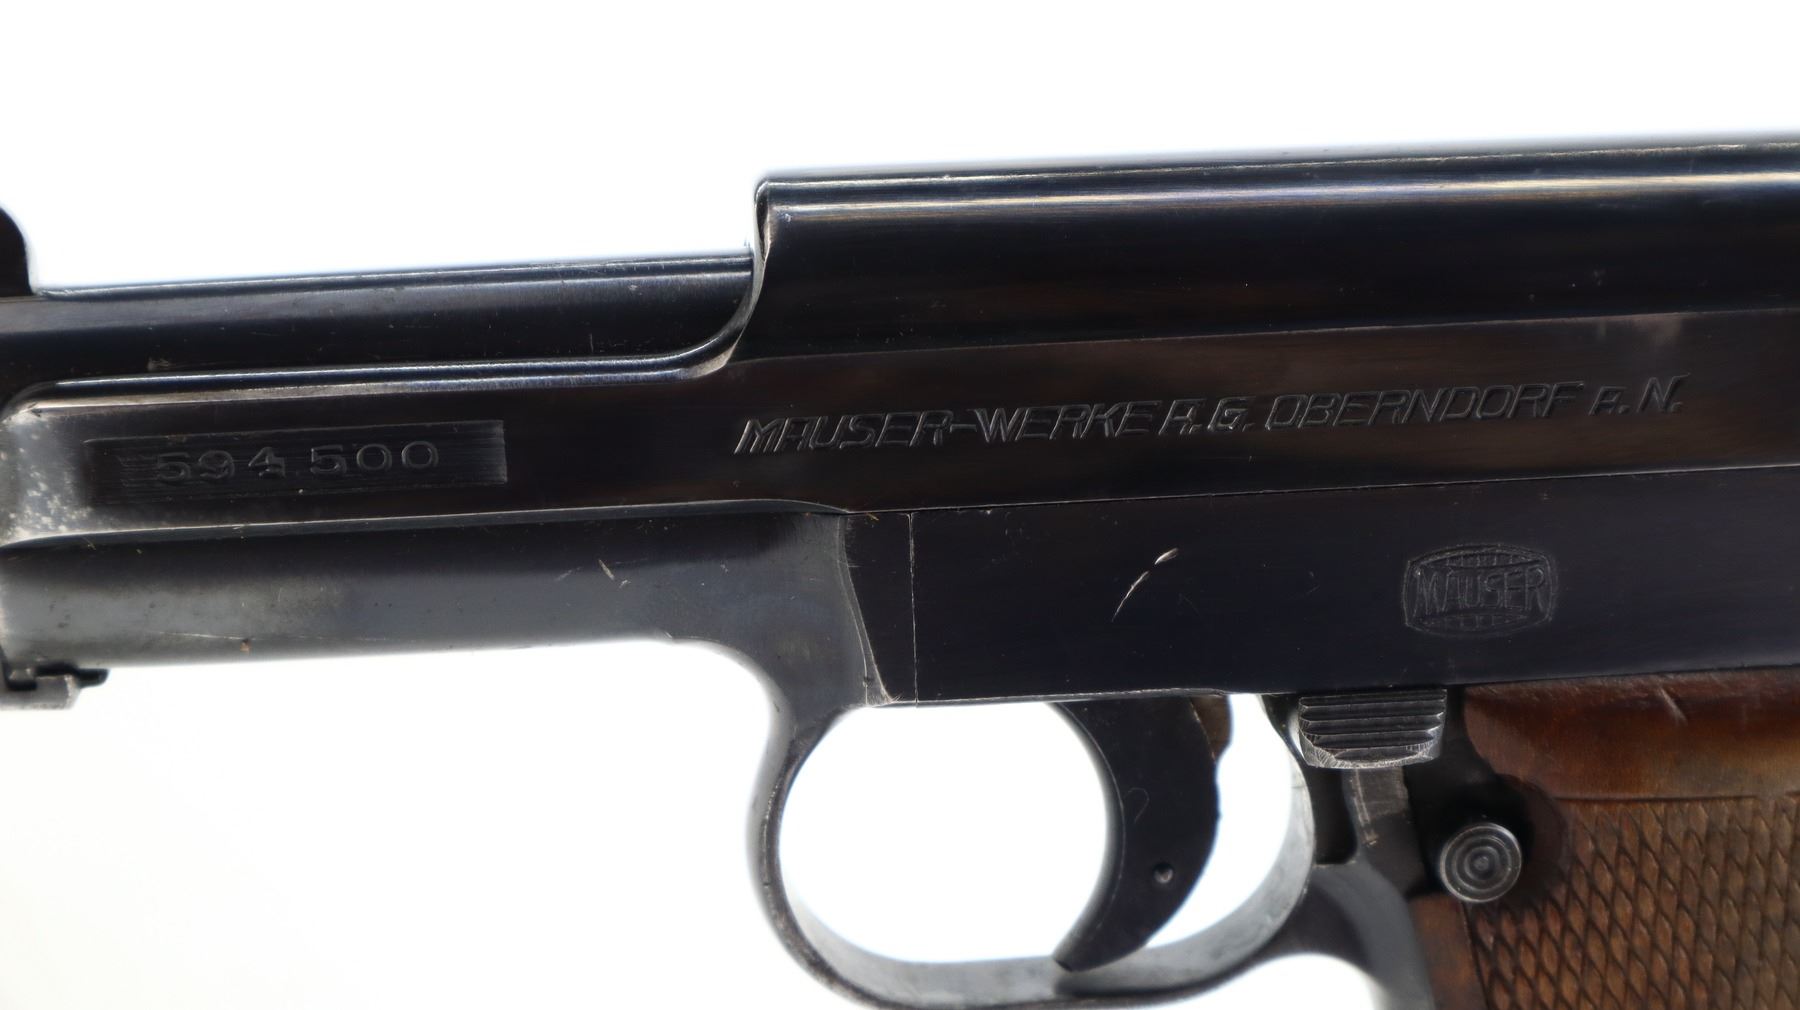 594500
MAUSER-WERKE A.G. OBERNDORF a. N.
MAUSER